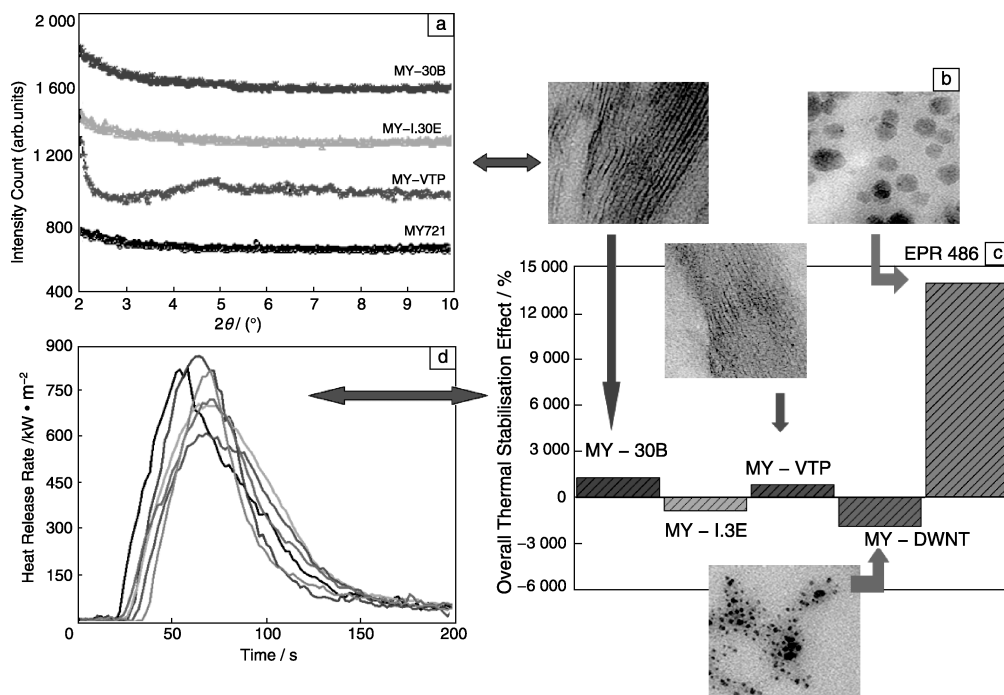 a
2 000
1 600
1 200
800
400
Intensity Count (arb.units)
MY−30B
MY−I.30E
MY−VTP
MY721
2 3 4 5 6 7 8 9 10
2θ / (°)
b
EPR 486
c
15 000
12 000
9 000
6 000
3 000
0
−3 000
−6 000
Overall Thermal Stabilisation Effect / %
MY − 30B
MY − VTP
MY − I.3E
MY − DWNT
d
900
750
600
450
300
150
Heat Release Rate /kW • m⁻²
0 50 100 150 200
Time / s